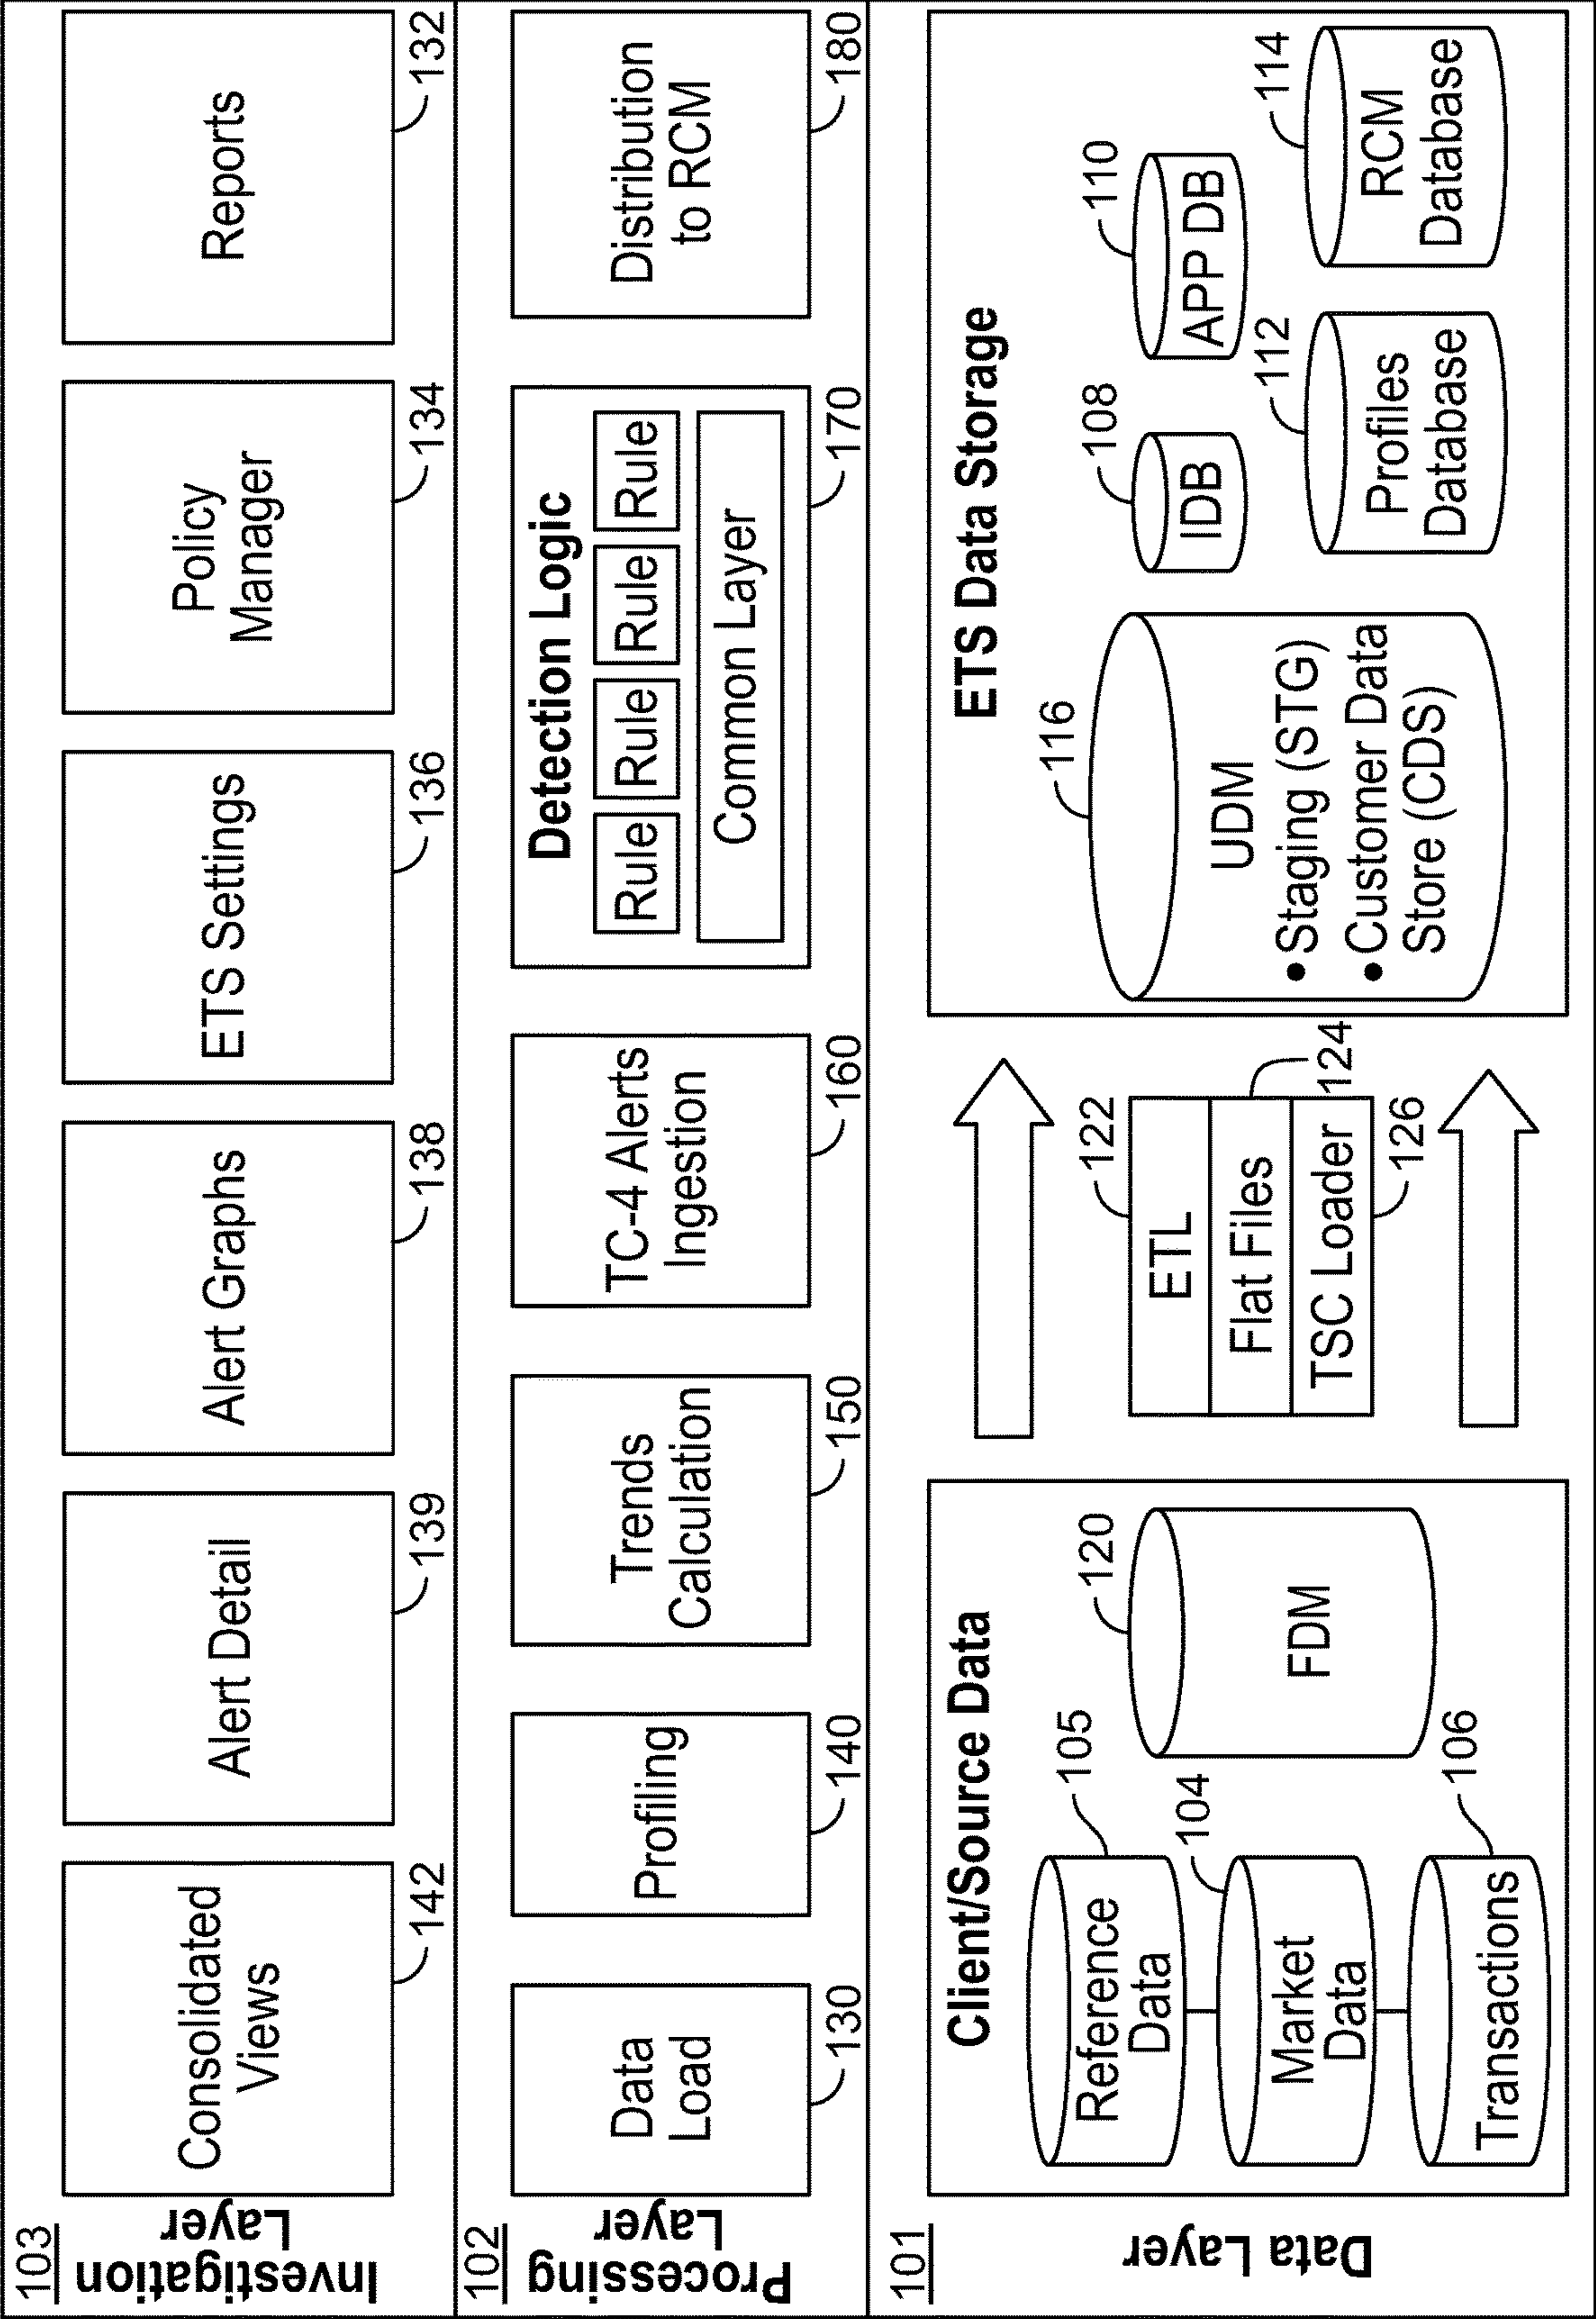 103
Investigation
Layer
Consolidated
Views
142
Alert Detail
139
Alert Graphs
138
ETS Settings
136
Policy
Manager
134
Reports
132
102
Processing
Layer
Data
Load
130
Profiling
140
Trends
Calculation
150
TC-4 Alerts
Ingestion
160
Detection Logic
Rule
Rule
Rule
Rule
Common Layer
170
Distribution
to RCM
180
101
Data Layer
Client/Source Data
Reference
Data
105
Market
Data
104
Transactions
106
FDM
120
ETL
122
Flat Files
124
TSC Loader
126
ETS Data Storage
UDM
• Staging (STG)
• Customer Data
Store (CDS)
116
IDB
108
APP DB
110
Profiles
Database
112
RCM
Database
114